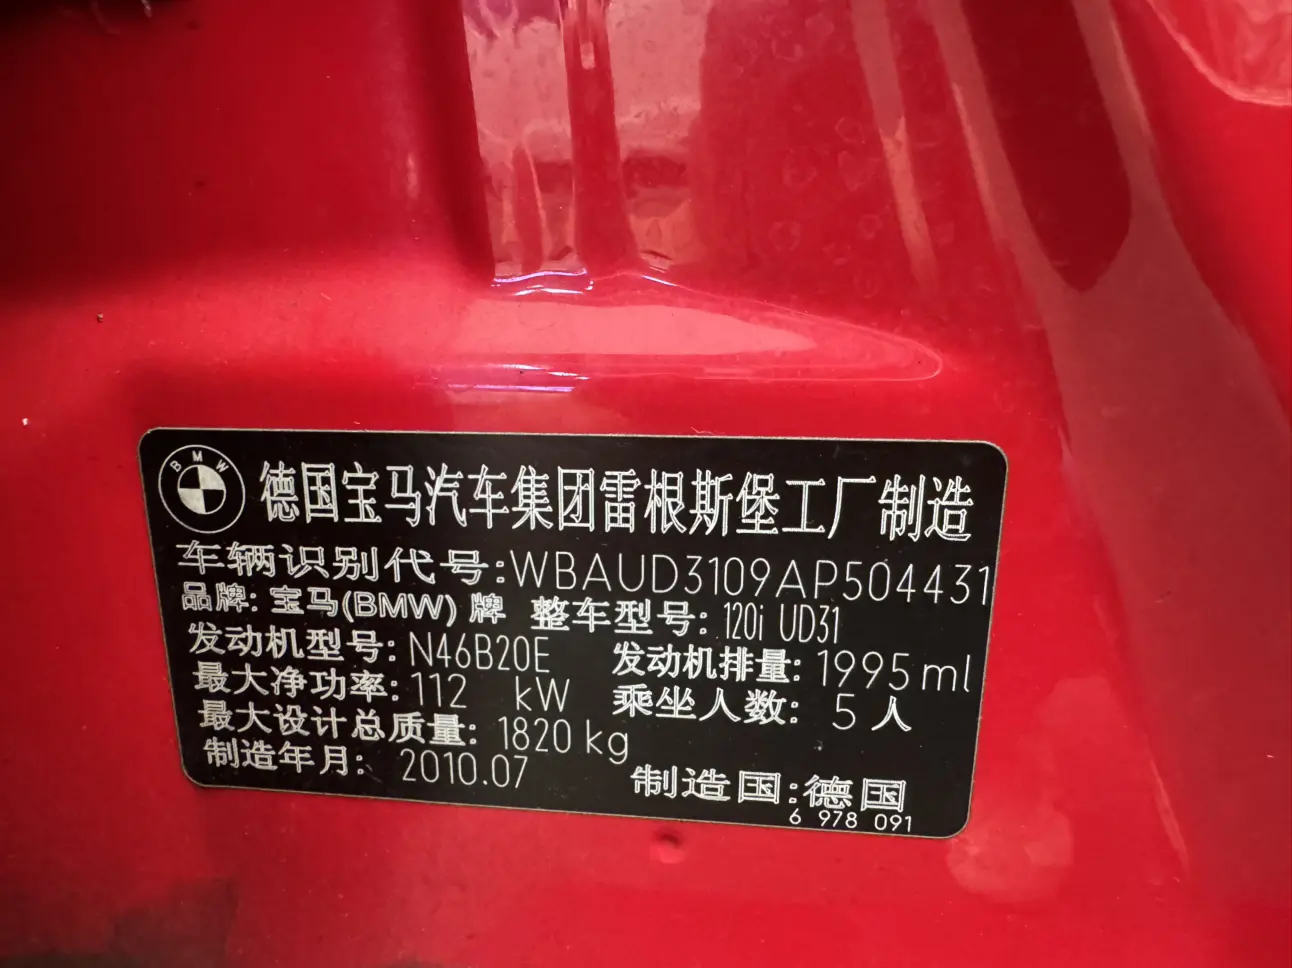 BMW
德国宝马汽车集团雷根斯堡工厂制造
车辆识别代号:WBAUD3109AP504431
品牌: 宝马(BMW) 牌 整车型号: 120i UD31
发动机型号: N46B20E 发动机排量: 1995 ml
最大净功率: 112 kW 乘坐人数: 5 人
最大设计总质量: 1820 kg
制造年月: 2010.07 制造国: 德国
6 978 091